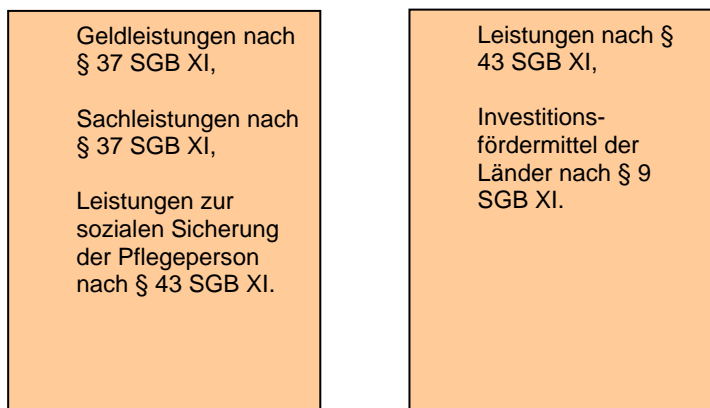 Geldleistungen nach
§ 37 SGB XI,
Sachleistungen nach
§ 37 SGB XI,
Leistungen zur
sozialen Sicherung
der Pflegeperson
nach § 43 SGB XI.
Leistungen nach §
43 SGB XI,
Investitions-
fördermittel der
Länder nach § 9
SGB XI.